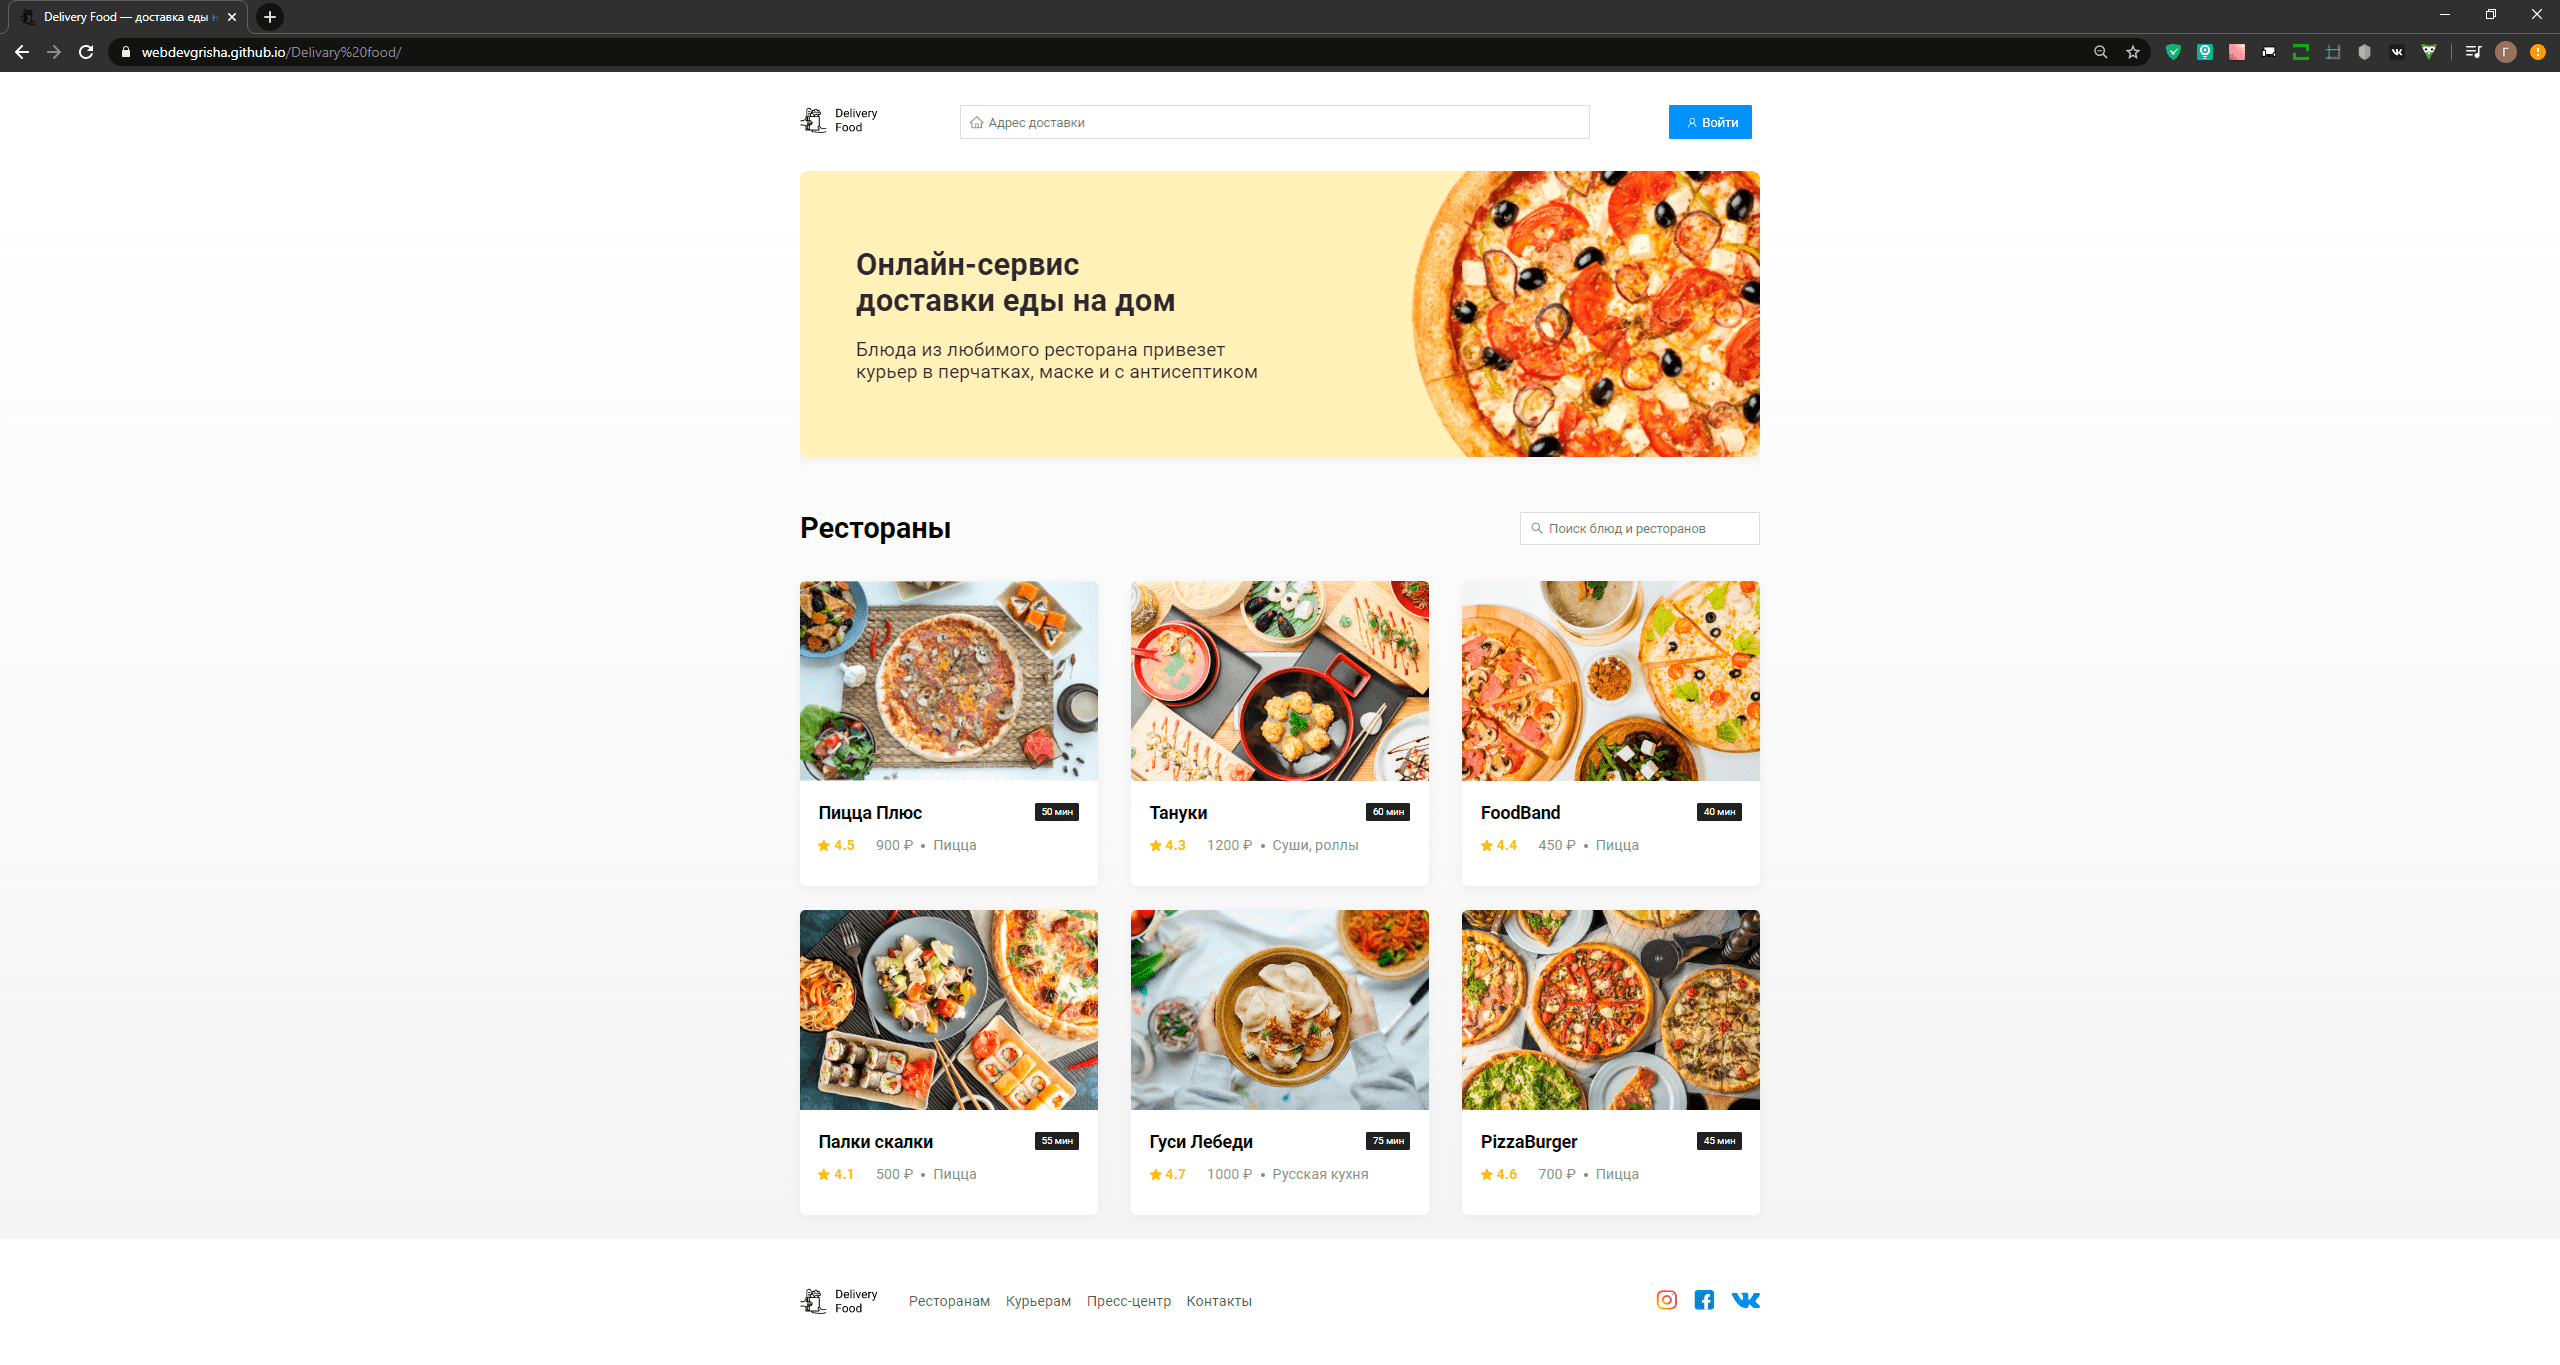 Delivery Food — доставка еды н
webdevgrisha.github.io/Delivary%20food/
Г
Delivery
Food
Адрес доставки
Войти
Онлайн-сервис
доставки еды на дом
Блюда из любимого ресторана привезет
курьер в перчатках, маске и с антисептиком
Рестораны
Поиск блюд и ресторанов
Пицца Плюс
50 мин
4.5 900 ₽ • Пицца
Тануки
60 мин
4.3 1200 ₽ • Суши, роллы
FoodBand
40 мин
4.4 450 ₽ • Пицца
Палки скалки
55 мин
4.1 500 ₽ • Пицца
Гуси Лебеди
75 мин
4.7 1000 ₽ • Русская кухня
PizzaBurger
45 мин
4.6 700 ₽ • Пицца
Delivery
Food
Ресторанам Курьерам Пресс-центр Контакты